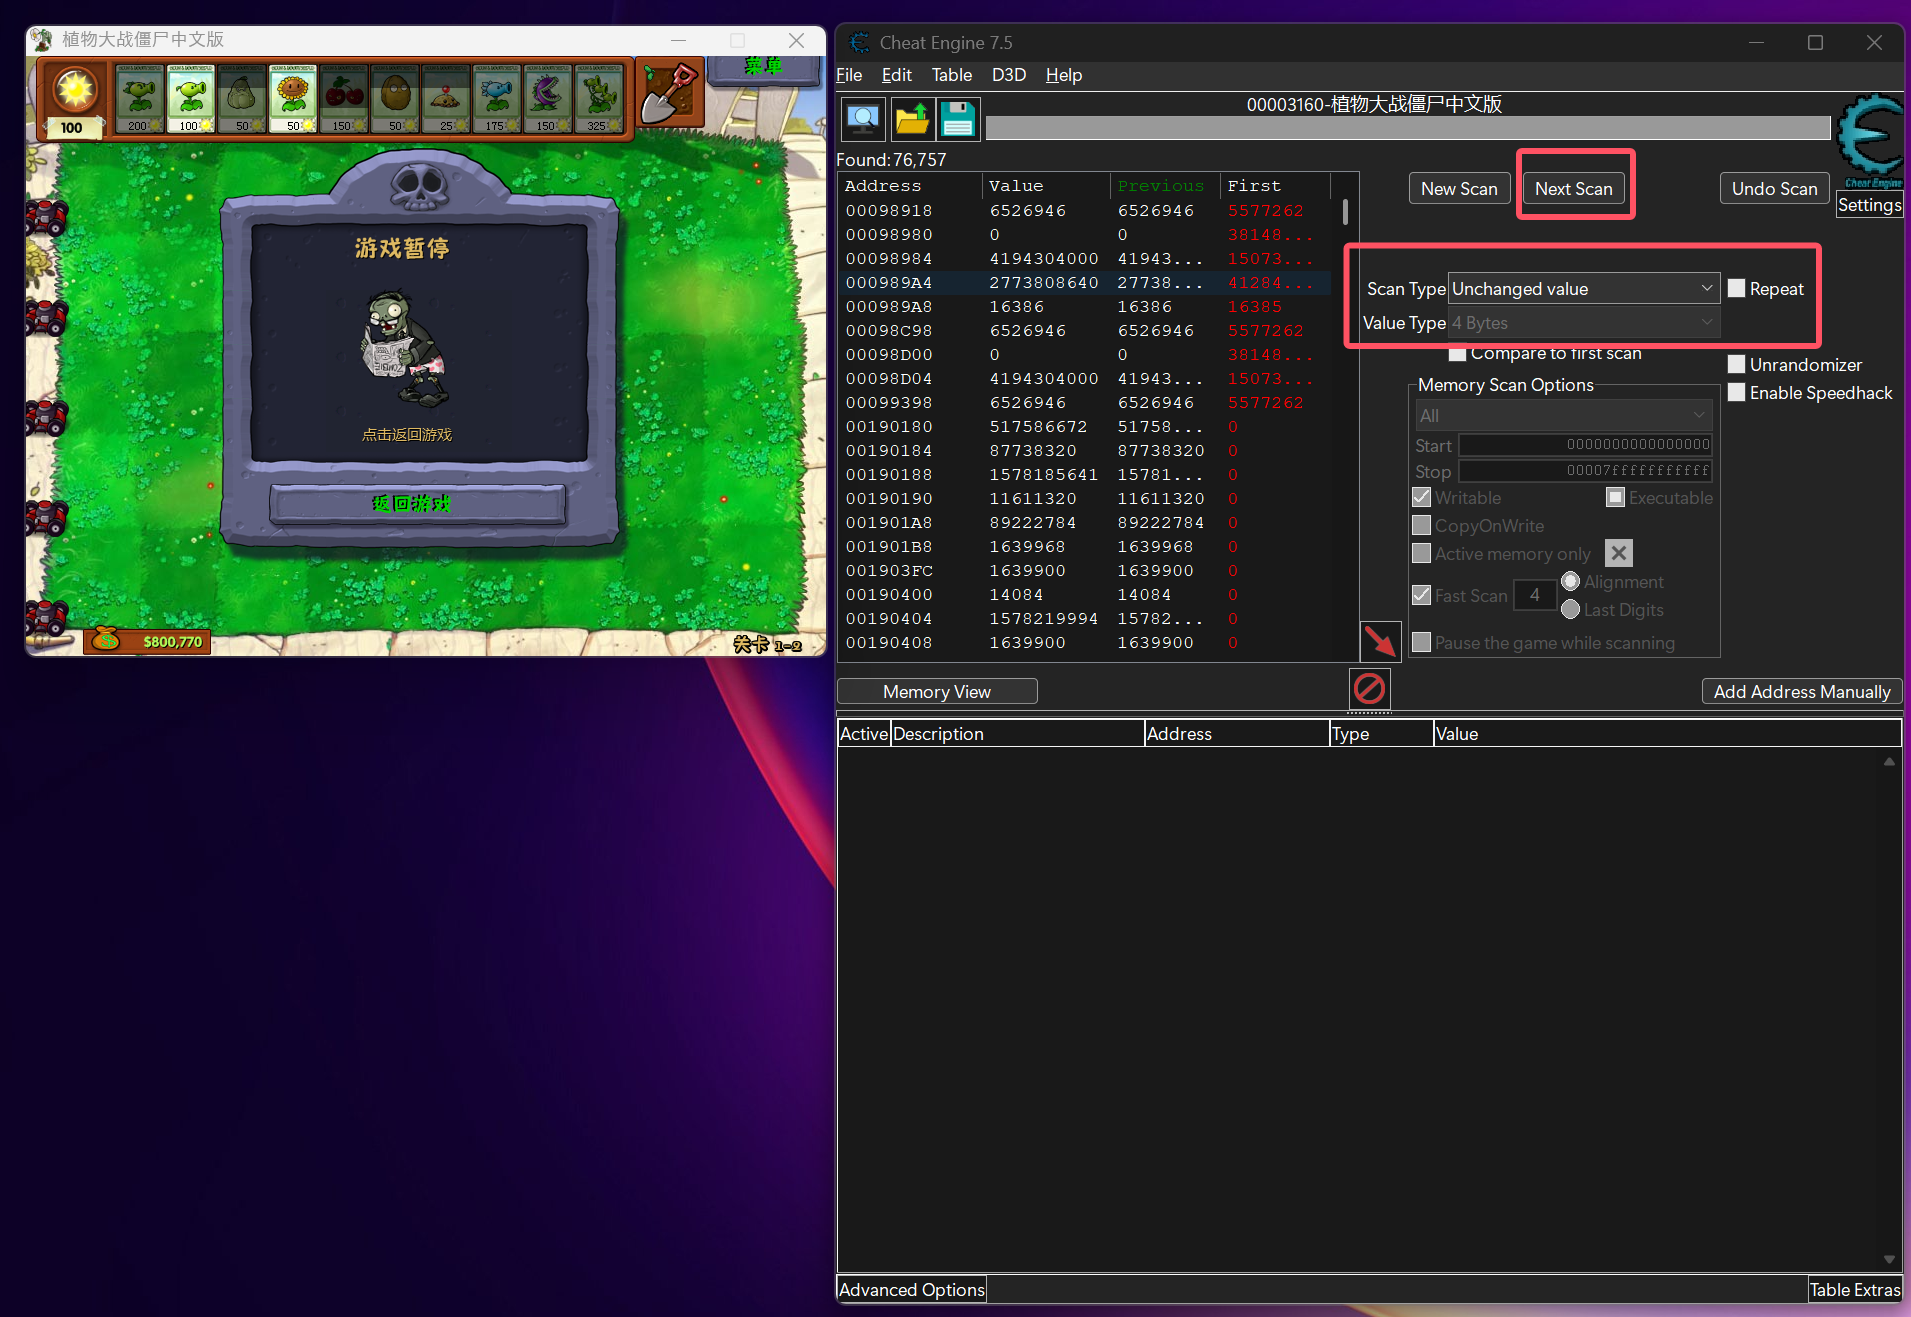 植物大战僵尸中文版
100
200
100
50
50
150
50
25
175
150
325
菜单
游戏暂停
点击返回游戏
返回游戏
$800,770
关卡 1-2
Cheat Engine 7.5
File Edit Table D3D Help
00003160-植物大战僵尸中文版
Found: 76,757
Address Value Previous First
00098918 6526946 6526946 5577262
00098980 0 0 38148...
00098984 4194304000 41943... 15073...
000989A4 2773808640 27738... 41284...
000989A8 16386 16386 16385
00098C98 6526946 6526946 5577262
00098D00 0 0 38148...
00098D04 4194304000 41943... 15073...
00099398 6526946 6526946 5577262
00190180 517586672 51758... 0
00190184 87738320 87738320 0
00190188 1578185641 15781... 0
00190190 11611320 11611320 0
001901A8 89222784 89222784 0
001901B8 1639968 1639968 0
001903FC 1639900 1639900 0
00190400 14084 14084 0
00190404 1578219994 15782... 0
00190408 1639900 1639900 0
New Scan Next Scan Undo Scan
Cheat Engine
Settings
Scan Type Unchanged value Repeat
Value Type 4 Bytes
Compare to first scan
Unrandomizer
Enable Speedhack
Memory Scan Options
All
Start 0000000000000000
Stop 00007fffffffffff
Writable Executable
CopyOnWrite
Active memory only
Fast Scan 4 Alignment
Last Digits
Pause the game while scanning
Memory View
Add Address Manually
Active Description Address Type Value
Advanced Options
Table Extras